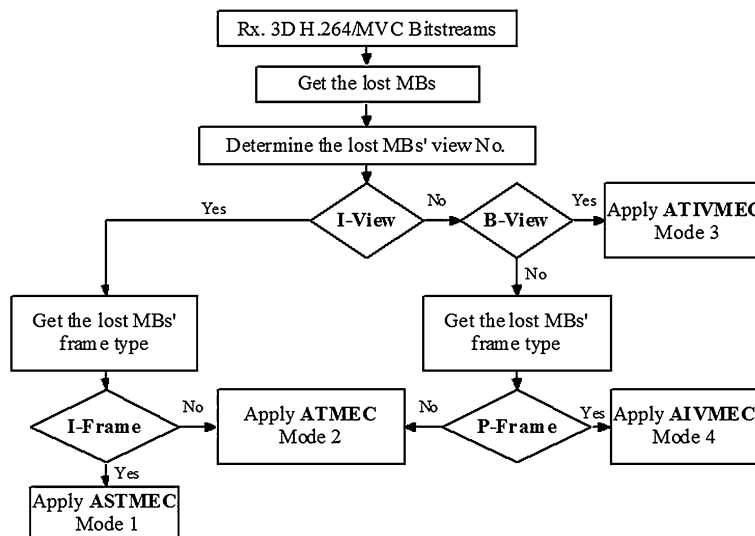 Rx. 3D H.264/MVC Bitstreams
Get the lost MBs
Determine the lost MBs' view No.
I-View
No
B-View
Yes
Yes
Apply ATIVMEC
Mode 3
No
Get the lost MBs'
frame type
Get the lost MBs'
frame type
I-Frame
No
Apply ATMEC
Mode 2
No
P-Frame
Yes
Apply AIVMEC
Mode 4
Yes
Apply ASTMEC
Mode 1